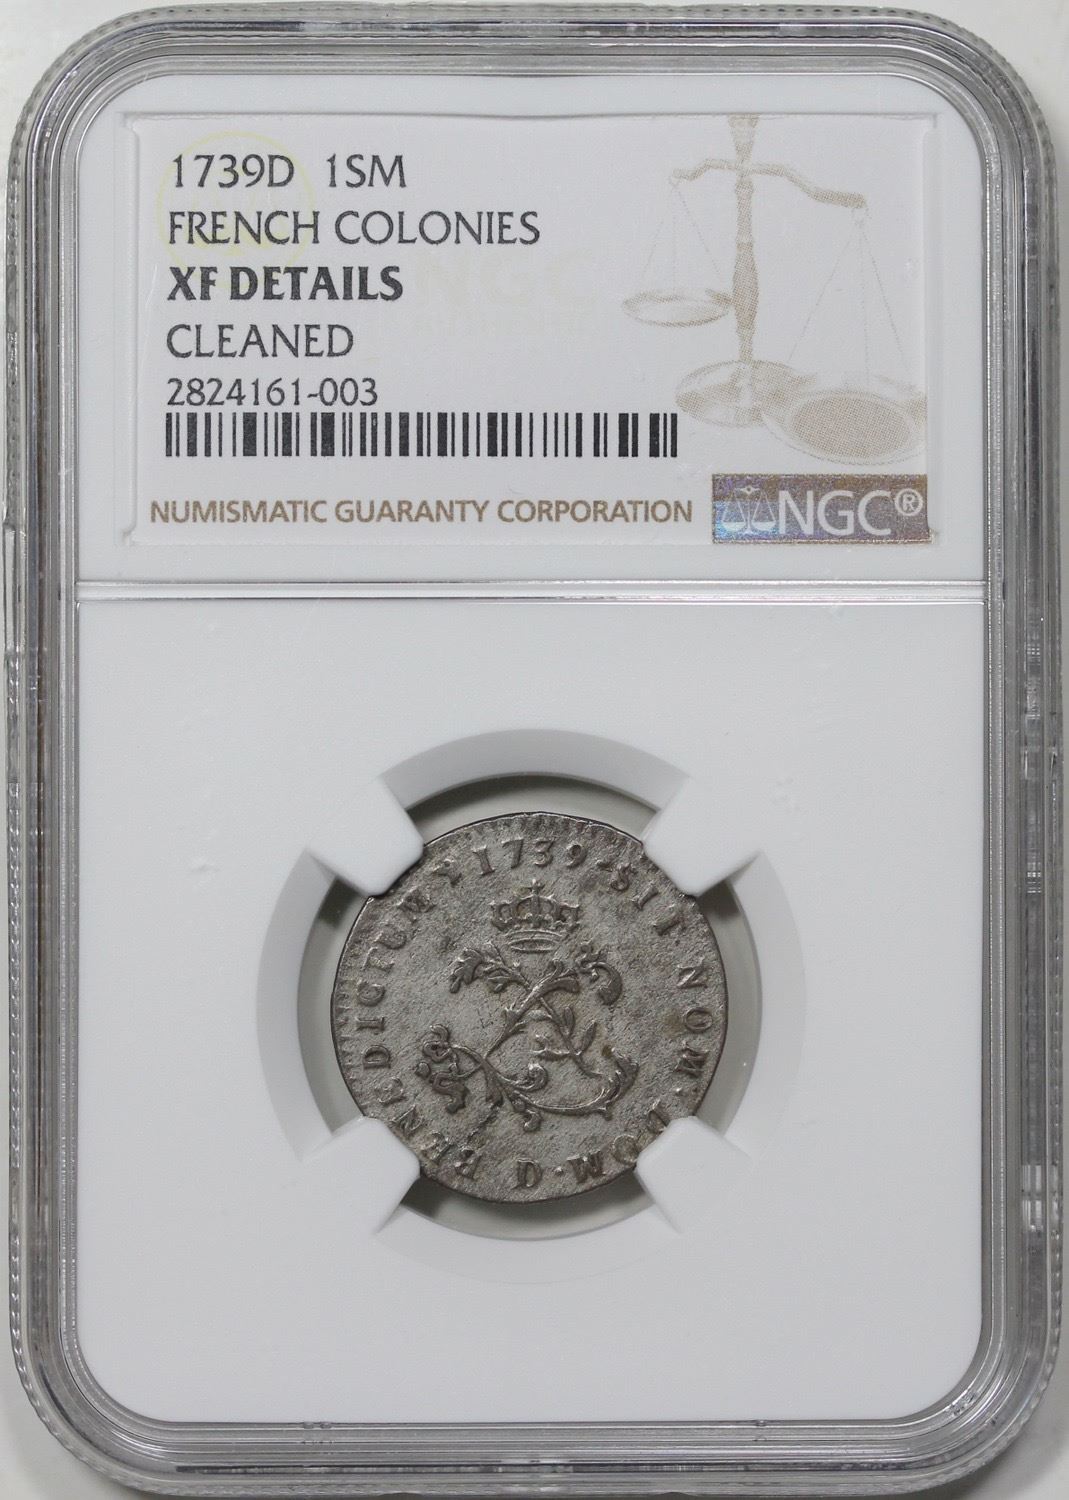 1739D 1SM
FRENCH COLONIES
XF DETAILS
CLEANED
2824161-003
NUMISMATIC GUARANTY CORPORATION
NGC®
1739 · SIT NOM · DOM · D BENEDICTUM